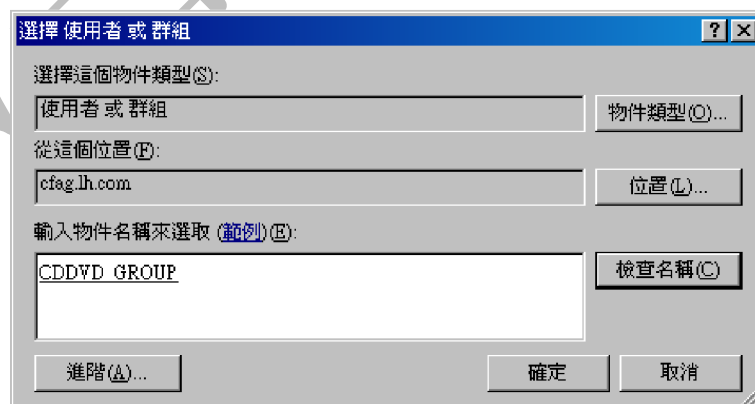 選擇 使用者 或 群組
選擇這個物件類型(S):
使用者 或 群組
物件類型(O)...
從這個位置(F):
cfag.lh.com
位置(L)...
輸入物件名稱來選取 (範例)(E):
CDDVD GROUP
檢查名稱(C)
進階(A)...
確定
取消